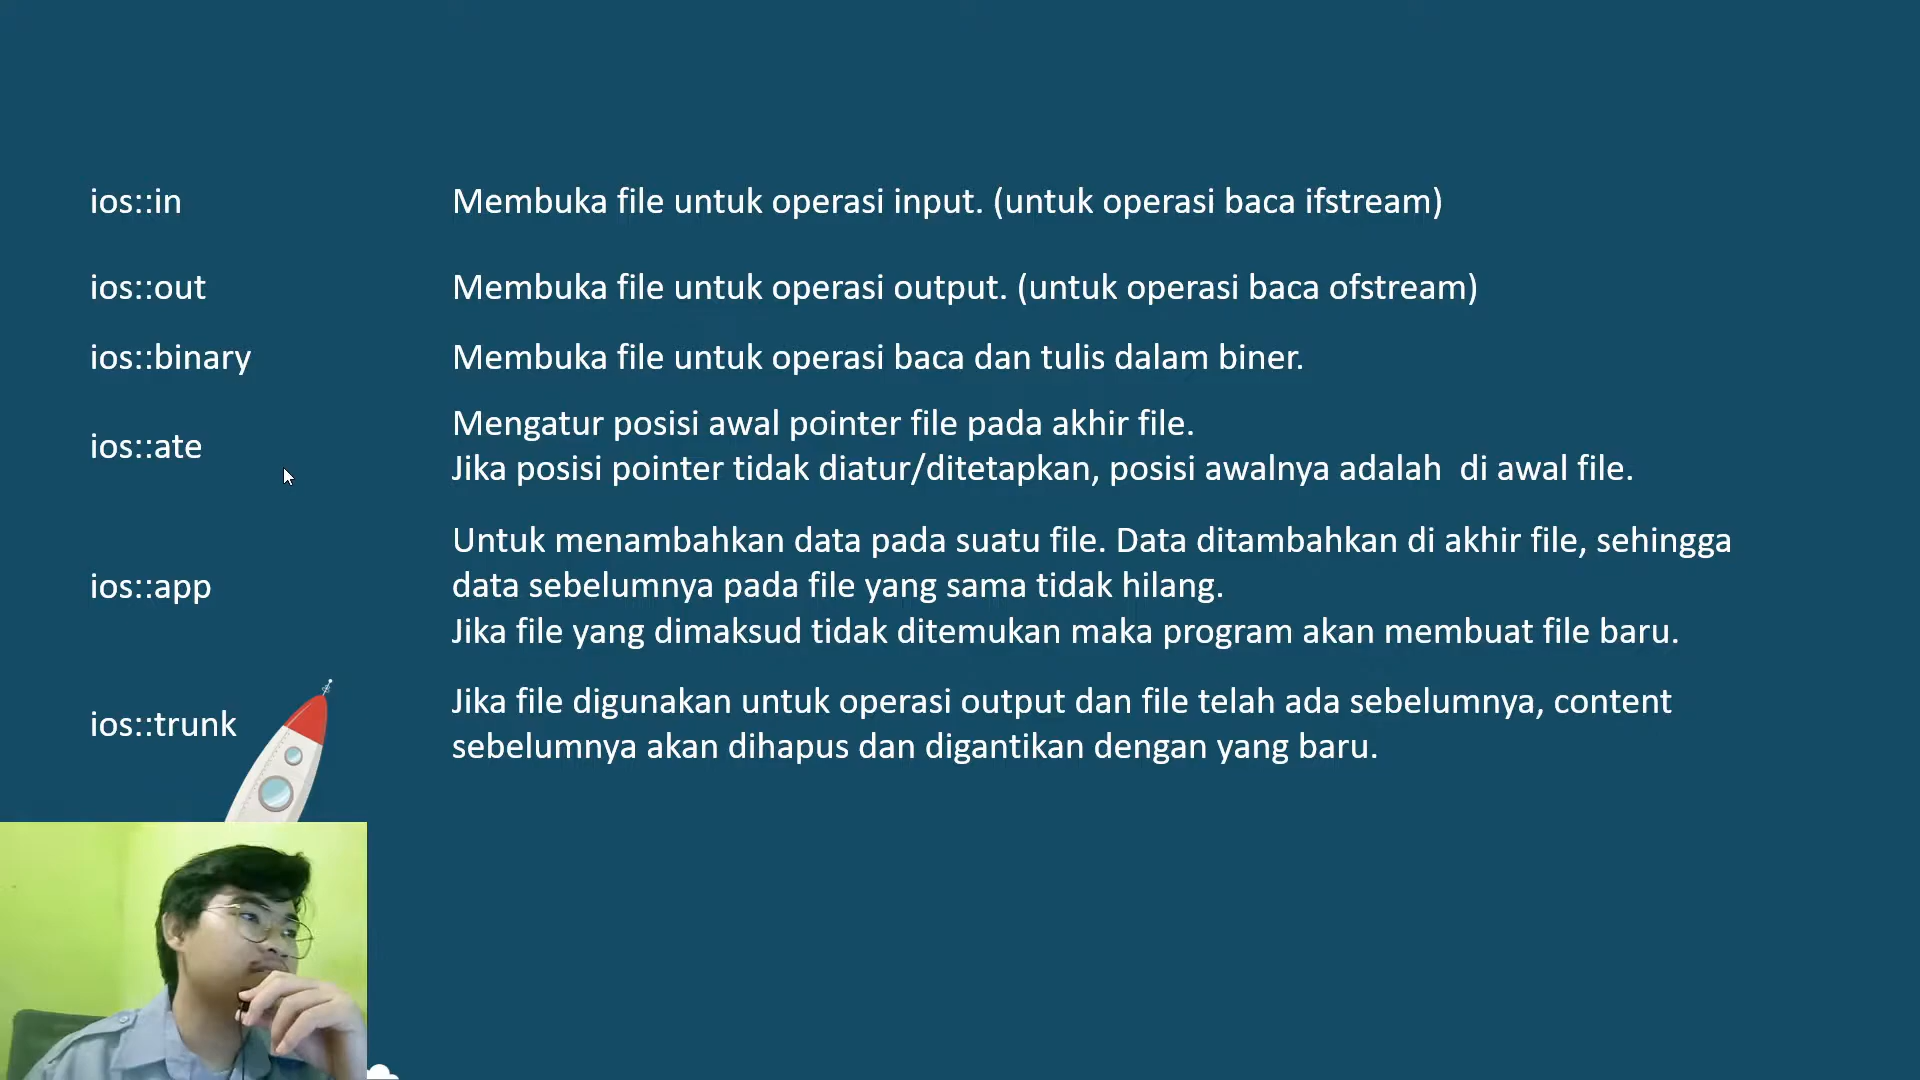 ios::in
Membuka file untuk operasi input. (untuk operasi baca ifstream)
ios::out
Membuka file untuk operasi output. (untuk operasi baca ofstream)
ios::binary
Membuka file untuk operasi baca dan tulis dalam biner.
ios::ate
Mengatur posisi awal pointer file pada akhir file.
Jika posisi pointer tidak diatur/ditetapkan, posisi awalnya adalah  di awal file.
ios::app
Untuk menambahkan data pada suatu file. Data ditambahkan di akhir file, sehingga
data sebelumnya pada file yang sama tidak hilang.
Jika file yang dimaksud tidak ditemukan maka program akan membuat file baru.
ios::trunk
Jika file digunakan untuk operasi output dan file telah ada sebelumnya, content
sebelumnya akan dihapus dan digantikan dengan yang baru.